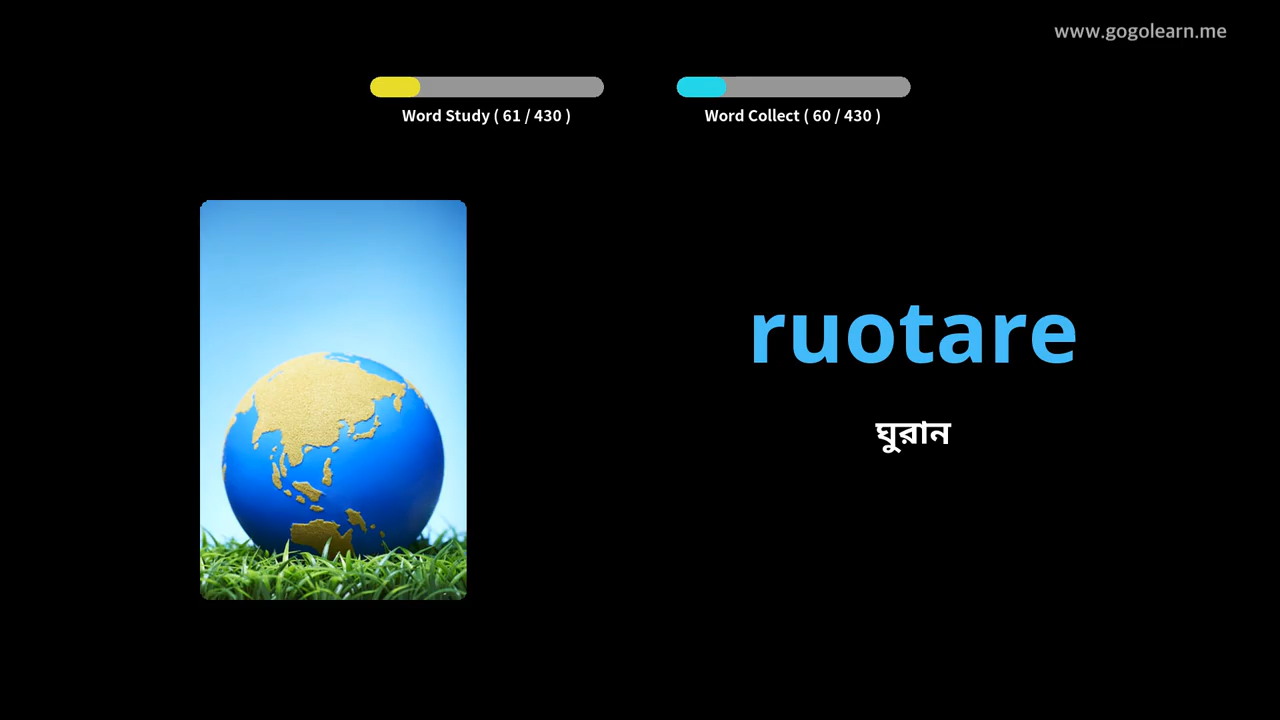 www.gogolearn.me
Word Study ( 61 / 430 )
Word Collect ( 60 / 430 )
ruotare
ঘুরান